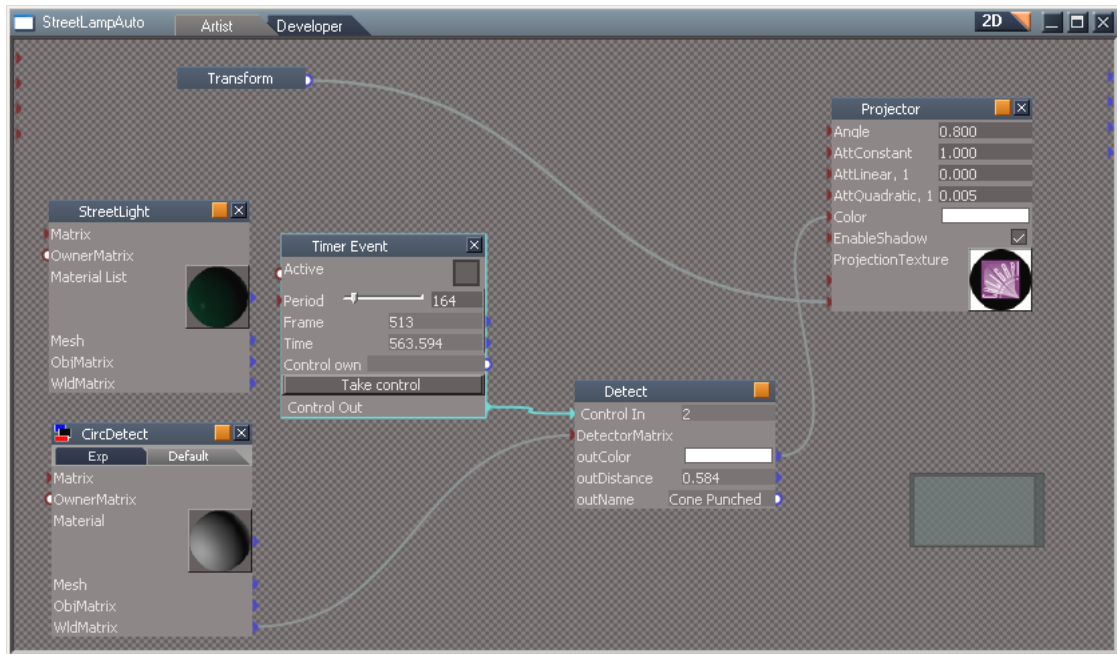 StreetLampAuto Artist Developer 2D
Transform
Projector
Angle 0.800
AttConstant 1.000
AttLinear, 1 0.000
AttQuadratic, 1 0.005
Color
EnableShadow
ProjectionTexture
StreetLight
Matrix
OwnerMatrix
Material List
Mesh
ObjMatrix
WldMatrix
Timer Event
Active
Period 164
Frame 513
Time 563.594
Control own
Take control
Control Out
Detect
Control In 2
DetectorMatrix
outColor
outDistance 0.584
outName Cone Punched
CircDetect
Exp Default
Matrix
OwnerMatrix
Material
Mesh
ObjMatrix
WldMatrix